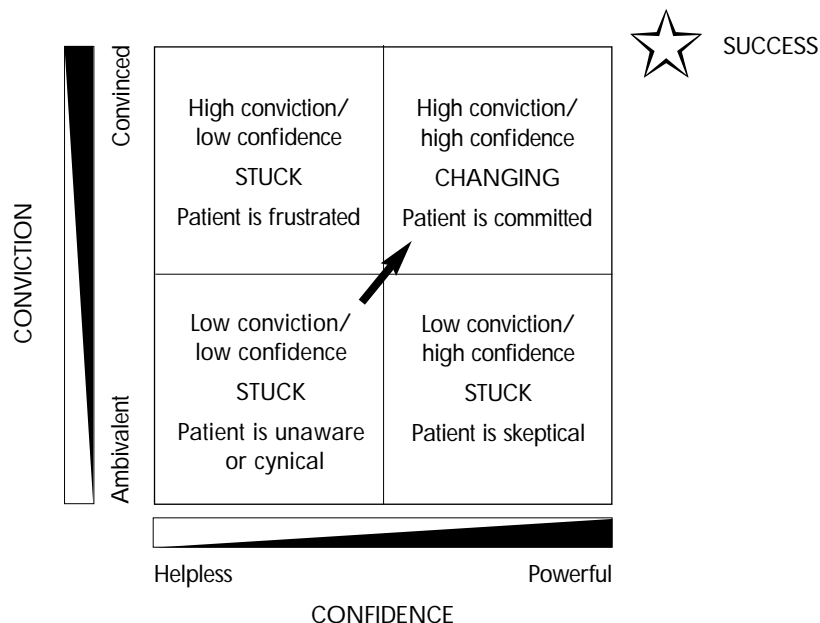 SUCCESS
CONVICTION
Convinced
Ambivalent
High conviction/
low confidence
STUCK
Patient is frustrated
High conviction/
high confidence
CHANGING
Patient is committed
Low conviction/
low confidence
STUCK
Patient is unaware
or cynical
Low conviction/
high confidence
STUCK
Patient is skeptical
Helpless
Powerful
CONFIDENCE